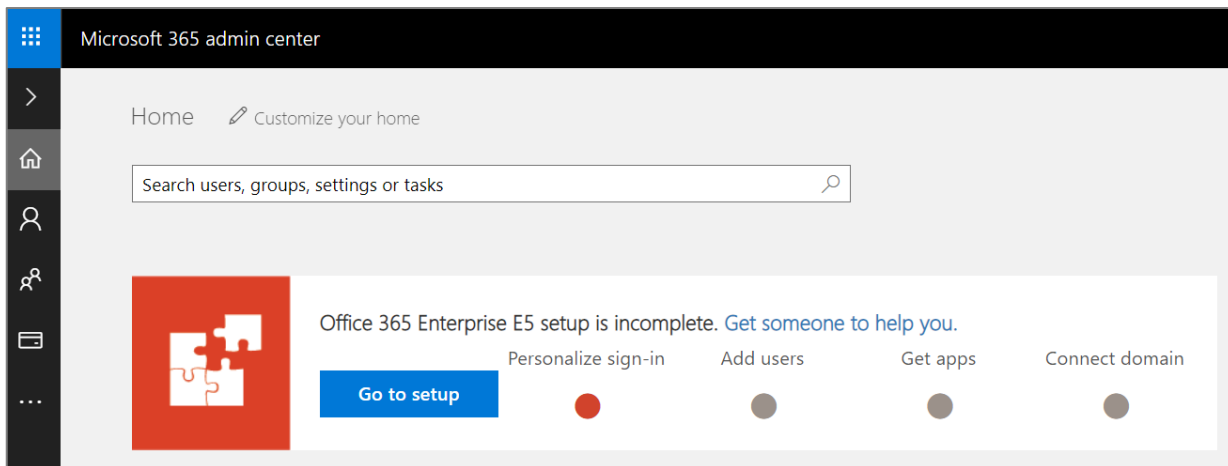 Microsoft 365 admin center
Home Customize your home
Search users, groups, settings or tasks
Office 365 Enterprise E5 setup is incomplete. Get someone to help you.
Personalize sign-in Add users Get apps Connect domain
Go to setup